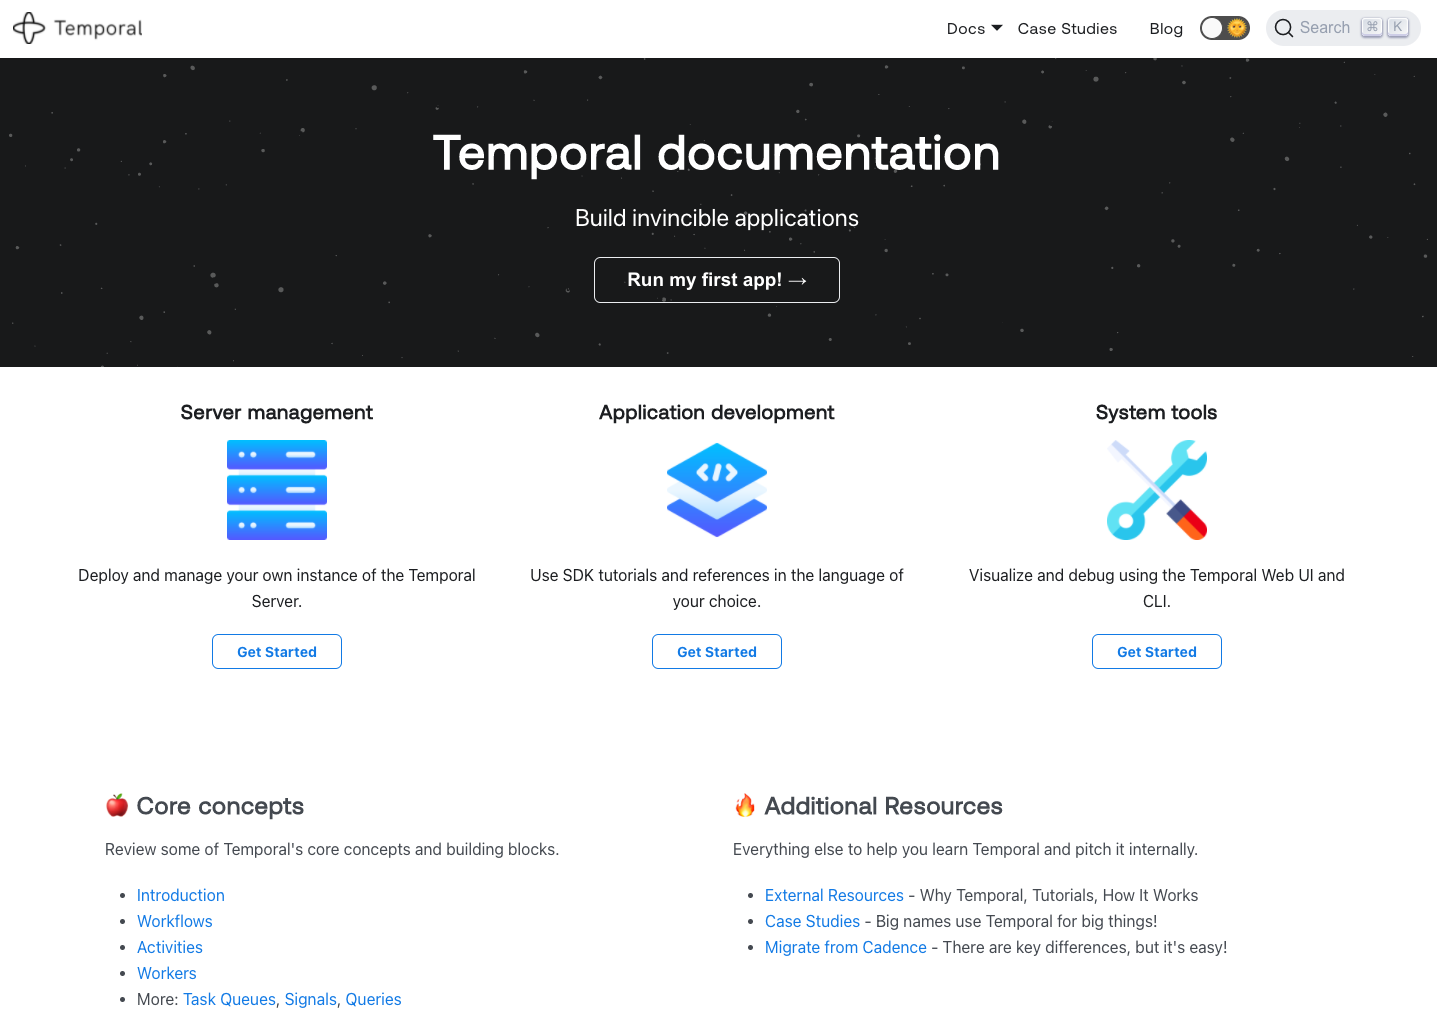 Temporal
Docs
Case Studies
Blog
Search
⌘ K
Temporal documentation
Build invincible applications
Run my first app! →
Server management
Deploy and manage your own instance of the Temporal
Server.
Get Started
Application development
Use SDK tutorials and references in the language of
your choice.
Get Started
System tools
Visualize and debug using the Temporal Web UI and
CLI.
Get Started
🍎 Core concepts
Review some of Temporal's core concepts and building blocks.
• Introduction
• Workflows
• Activities
• Workers
• More: Task Queues, Signals, Queries
🔥 Additional Resources
Everything else to help you learn Temporal and pitch it internally.
• External Resources - Why Temporal, Tutorials, How It Works
• Case Studies - Big names use Temporal for big things!
• Migrate from Cadence - There are key differences, but it's easy!